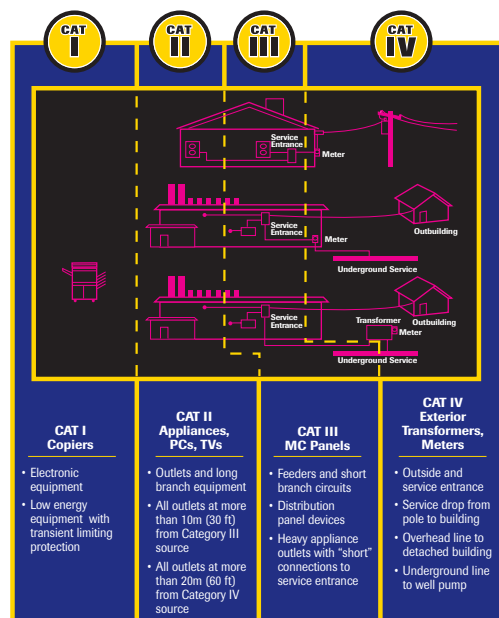 CAT I
CAT II
CAT III
CAT IV
Service
Entrance
Meter
Service
Entrance
Meter
Outbuilding
Underground Service
Service
Entrance
Transformer
Outbuilding
Meter
Underground Service
CAT I
Copiers
• Electronic
equipment
• Low energy
equipment with
transient limiting
protection
CAT II
Appliances,
PCs, TVs
• Outlets and long
branch equipment
• All outlets at more
than 10m (30 ft)
from Category III
source
• All outlets at more
than 20m (60 ft)
from Category IV
source
CAT III
MC Panels
• Feeders and short
branch circuits
• Distribution
panel devices
• Heavy appliance
outlets with “short”
connections to
service entrance
CAT IV
Exterior
Transformers,
Meters
• Outside and
service entrance
• Service drop from
pole to building
• Overhead line to
detached building
• Underground line
to well pump